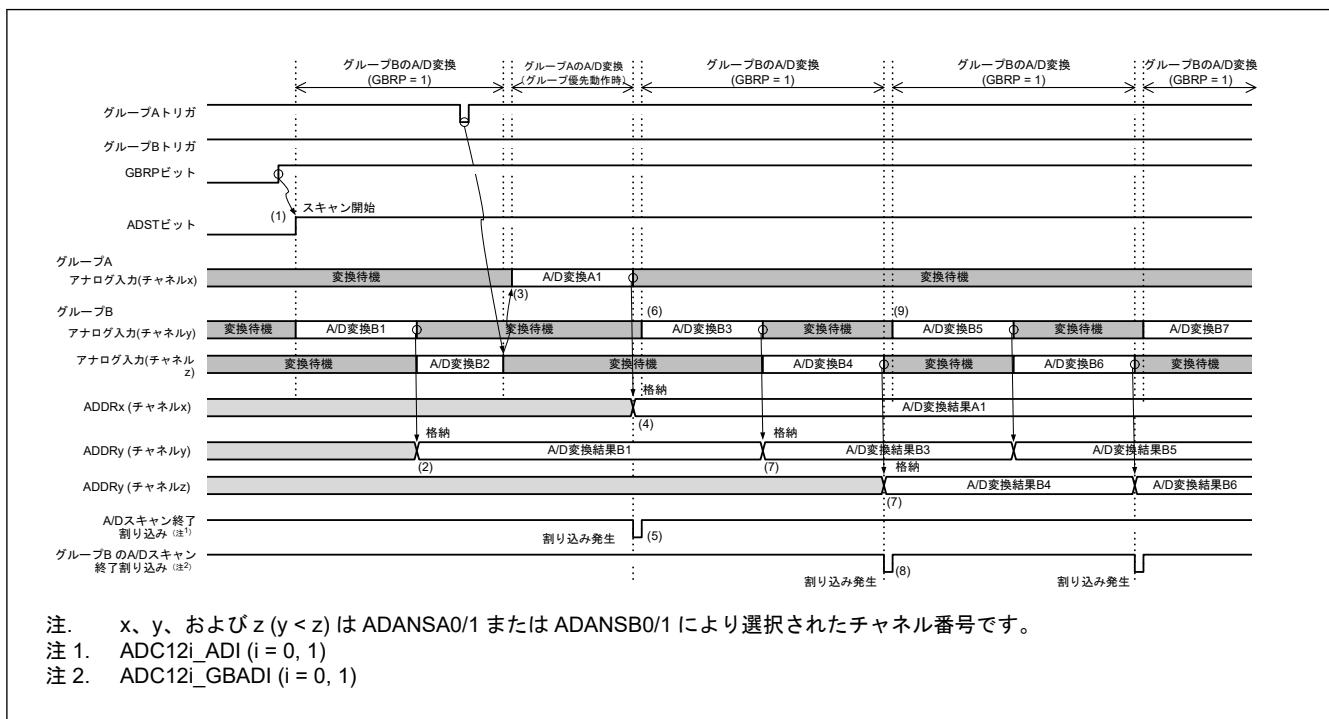 グループBのA/D変換
(GBRP = 1)
グループAのA/D変換
(グループ優先動作時)
グループBのA/D変換
(GBRP = 1)
グループBのA/D変換
(GBRP = 1)
グループBのA/D変換
(GBRP = 1)
グループAトリガ
グループBトリガ
GBRPビット
(1)
スキャン開始
ADSTビット
グループA
アナログ入力(チャネルx)
変換待機
A/D変換A1
変換待機
(3)
グループB
(6)
(9)
アナログ入力(チャネルy)
変換待機
A/D変換B1
変換待機
A/D変換B3
変換待機
A/D変換B5
変換待機
A/D変換B7
アナログ入力(チャネル
z)
変換待機
A/D変換B2
変換待機
A/D変換B4
変換待機
A/D変換B6
変換待機
格納
ADDRx (チャネルx)
A/D変換結果A1
(4)
格納
格納
ADDRy (チャネルy)
A/D変換結果B1
A/D変換結果B3
A/D変換結果B5
(2)
(7)
格納
ADDRy (チャネルz)
A/D変換結果B4
A/D変換結果B6
(7)
A/Dスキャン終了
割り込み (注1)
割り込み発生
(5)
グループB のA/Dスキャン
終了割り込み (注2)
(8)
割り込み発生
割り込み発生
注. x、y、および z (y < z) は ADANSA0/1 または ADANSB0/1 により選択されたチャネル番号です。
注 1. ADC12i_ADI (i = 0, 1)
注 2. ADC12i_GBADI (i = 0, 1)